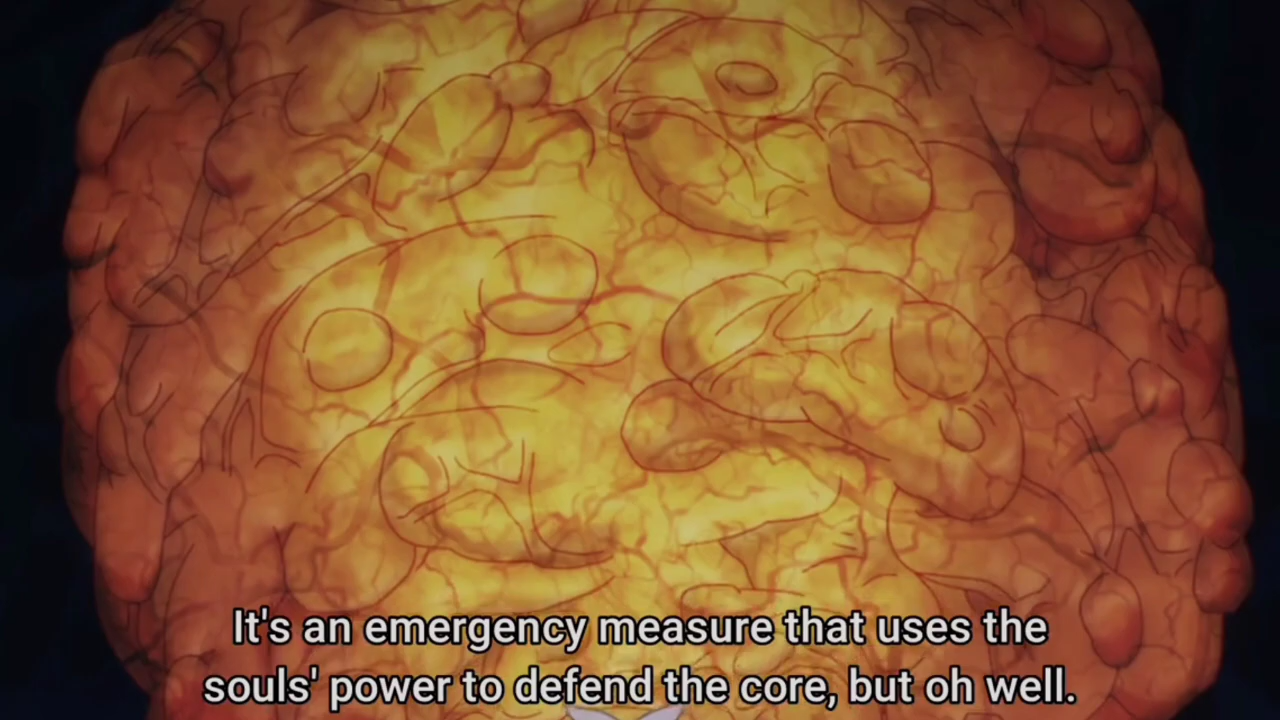 It's an emergency measure that uses the
souls' power to defend the core, but oh well.